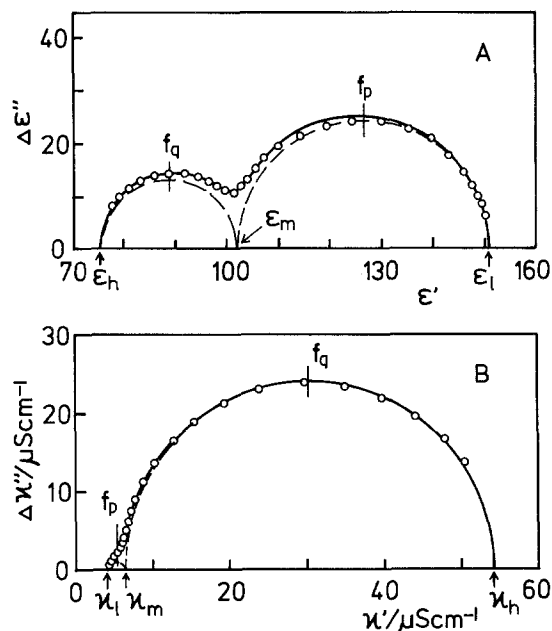 A
40
20
0
Δε''
f_q
f_p
ε_m
70
100
130
160
ε_h
ε'
ε_l
B
30
20
10
0
Δϰ''/μScm⁻¹
f_q
f_p
0
20
40
60
ϰ_l
ϰ_m
ϰ'/μScm⁻¹
ϰ_h